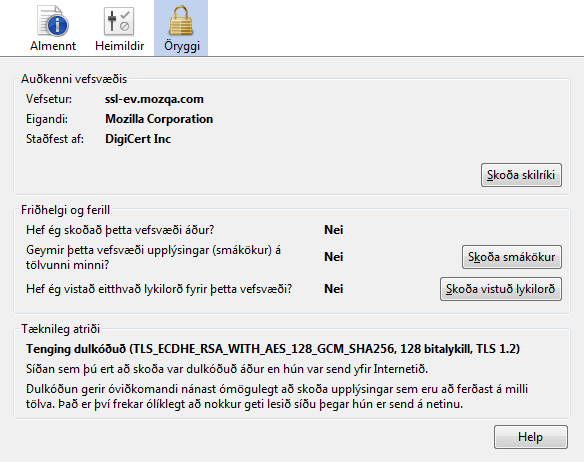 Almennt Heimildir Öryggi
Auðkenni vefsvæðis
Vefsetur: ssl-ev.mozqa.com
Eigandi: Mozilla Corporation
Staðfest af: DigiCert Inc
Skoða skilríki
Friðhelgi og ferill
Hef ég skoðað þetta vefsvæði áður? Nei
Geymir þetta vefsvæði upplýsingar (smákökur) á
tölvunni minni? Nei Skoða smákökur
Hef ég vistað eitthvað lykilorð fyrir þetta vefsvæði? Nei Skoða vistuð lykilorð
Tæknileg atriði
Tenging dulkóðuð (TLS_ECDHE_RSA_WITH_AES_128_GCM_SHA256, 128 bitalykill, TLS 1.2)
Síðan sem þú ert að skoða var dulkóðuð áður en hún var send yfir Internetið.
Dulkóðun gerir óviðkomandi nánast ómögulegt að skoða upplýsingar sem eru að ferðast á milli
tölva. Það er því frekar ólíklegt að nokkur geti lesið síðu þegar hún er send á netinu.
Help